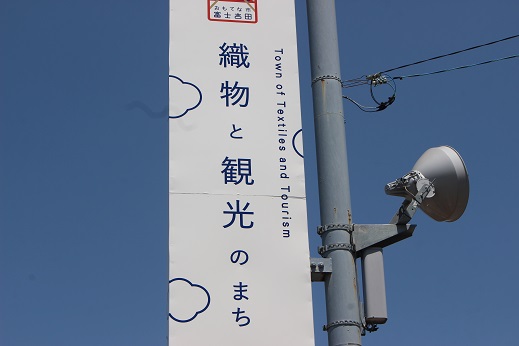 おもてなし市
富士吉田
織物と観光のまち
Town of Textiles and Tourism